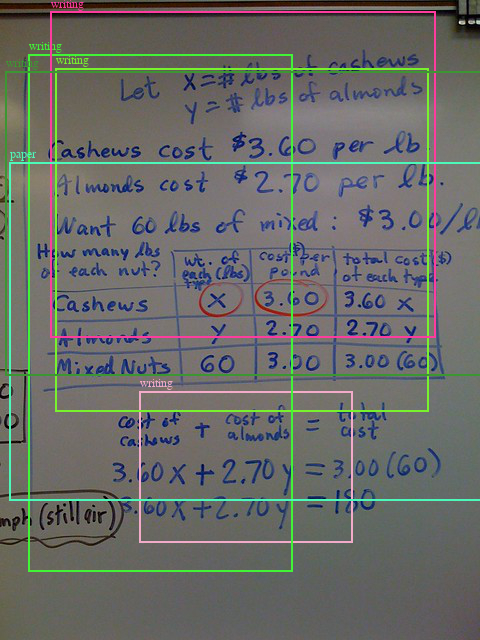 Let x = # lbs of cashews
y = # lbs of almonds
Cashews cost $3.60 per lb.
Almonds cost $2.70 per lb.
Want 60 lbs of mixed: $3.00/lb
How many lbs of each nut?
wt. of each (lbs) type
cost($) per pound
total cost($) of each type
Cashews X 3.60 3.60 x
Almonds y 2.70 2.70 y
Mixed Nuts 60 3.00 3.00 (60)
cost of cashews + cost of almonds = total cost
3.60x + 2.70y = 3.00 (60)
3.60x + 2.70y = 180
mph (still air)
writing
writing
writing
paper
writing